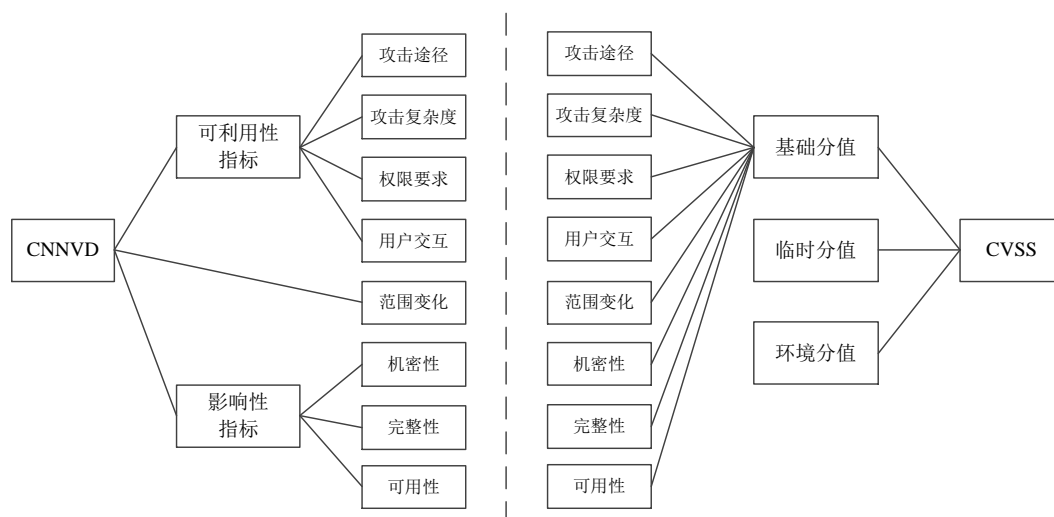 CNNVD
可利用性
指标
影响性
指标
攻击途径
攻击复杂度
权限要求
用户交互
范围变化
机密性
完整性
可用性
攻击途径
攻击复杂度
权限要求
用户交互
范围变化
机密性
完整性
可用性
基础分值
临时分值
环境分值
CVSS